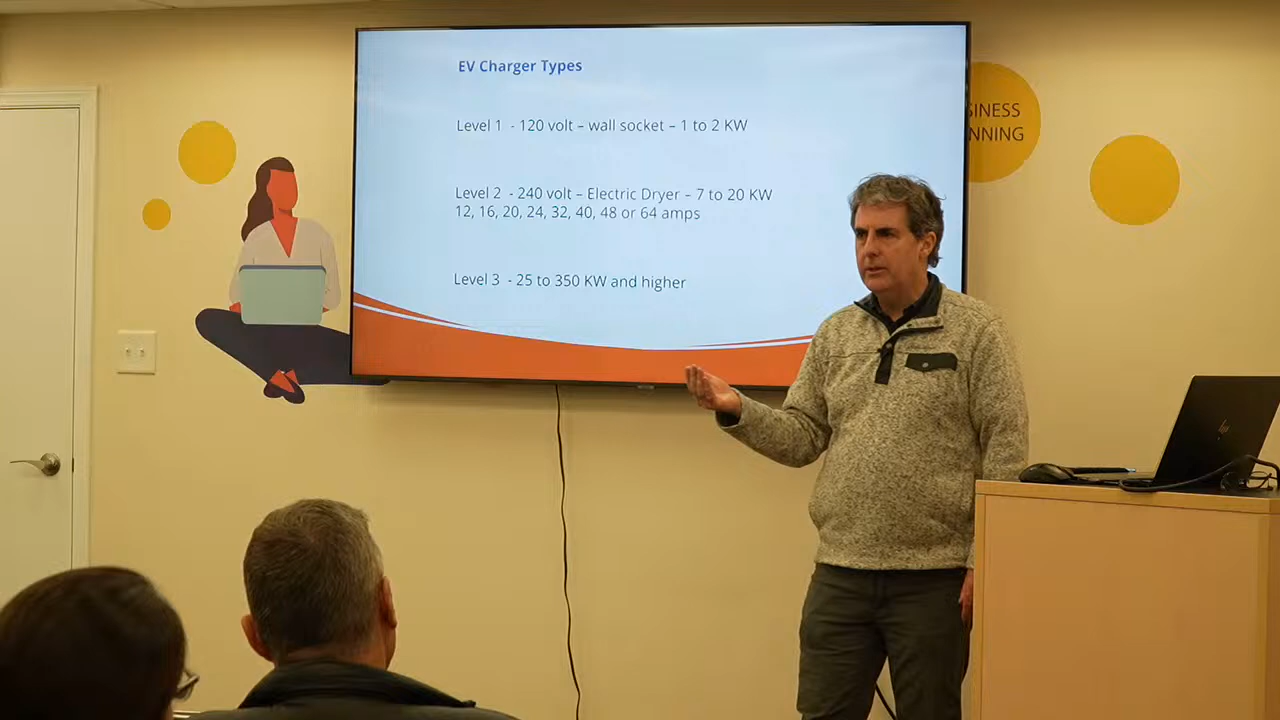 EV Charger Types
Level 1 - 120 volt – wall socket – 1 to 2 KW
Level 2 - 240 volt – Electric Dryer – 7 to 20 KW
12, 16, 20, 24, 32, 40, 48 or 64 amps
Level 3 - 25 to 350 KW and higher
SINESS
NNING
hp